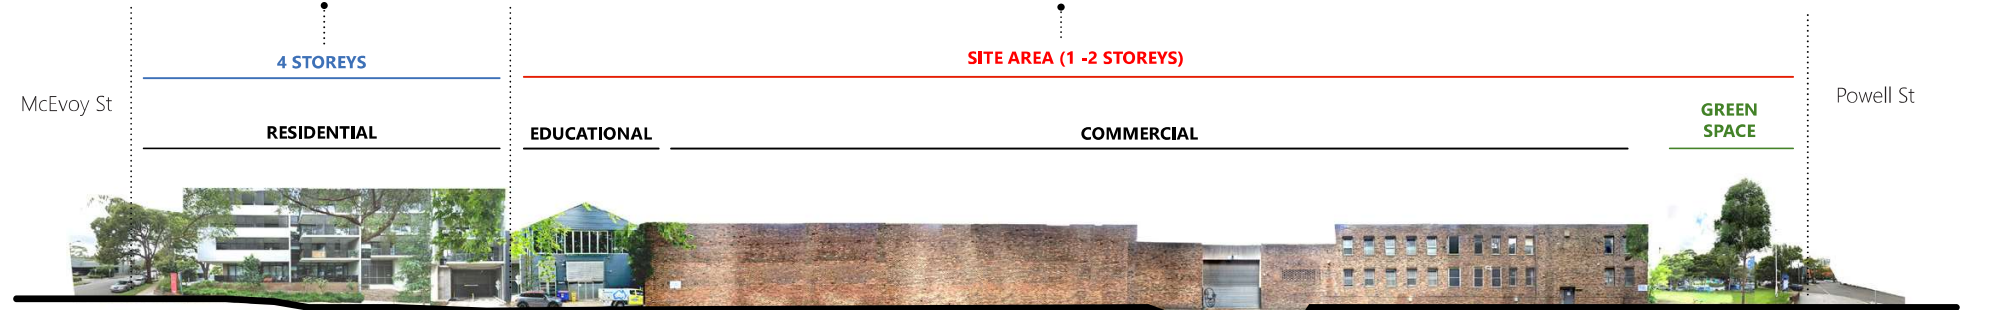 4 STOREYS
SITE AREA (1 -2 STOREYS)
McEvoy St
Powell St
RESIDENTIAL
EDUCATIONAL
COMMERCIAL
GREEN
SPACE